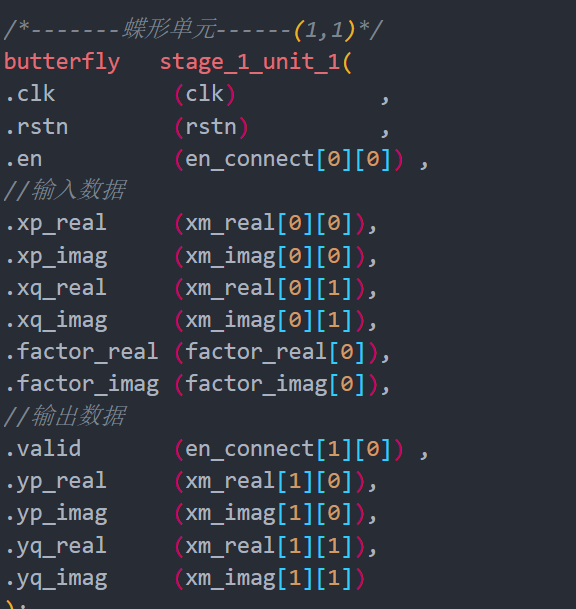 /*-------蝶形单元------(1,1)*/
butterfly   stage_1_unit_1(
.clk         (clk)           ,
.rstn        (rstn)          ,
.en          (en_connect[0][0]) ,
//输入数据
.xp_real     (xm_real[0][0]),
.xp_imag     (xm_imag[0][0]),
.xq_real     (xm_real[0][1]),
.xq_imag     (xm_imag[0][1]),
.factor_real (factor_real[0]),
.factor_imag (factor_imag[0]),
//输出数据
.valid       (en_connect[1][0]) ,
.yp_real     (xm_real[1][0]),
.yp_imag     (xm_imag[1][0]),
.yq_real     (xm_real[1][1]),
.yq_imag     (xm_imag[1][1])
);